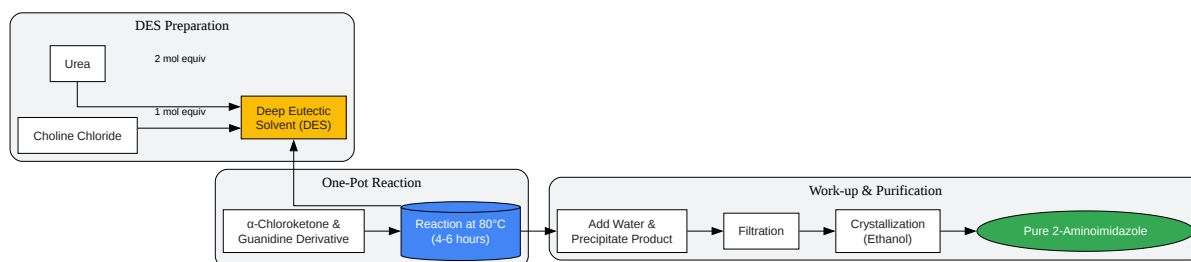 DES Preparation
Urea
2 mol equiv
1 mol equiv
Choline Chloride
Deep Eutectic
Solvent (DES)
One-Pot Reaction
α-Chloroketone &
Guanidine Derivative
Reaction at 80°C
(4-6 hours)
Work-up & Purification
Add Water &
Precipitate Product
Filtration
Crystallization
(Ethanol)
Pure 2-Aminoimidazole